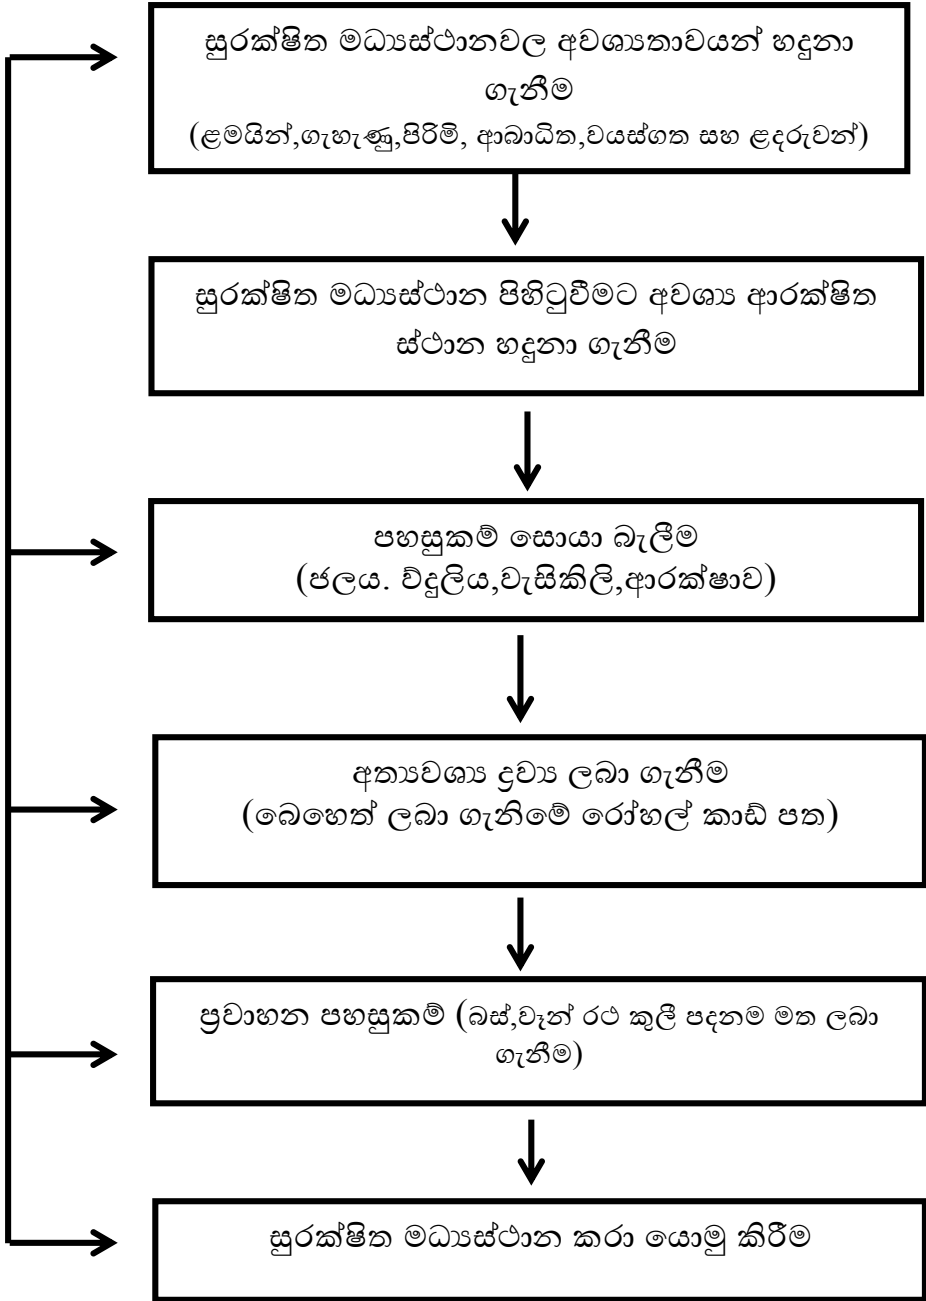 සුරක්ෂිත මධ්‍යස්ථානවල අවශ්‍යතාවයන් හදුනා
ගැනීම
(ළමයින්,ගැහැණු,පිරිමි, ආබාධිත,වයස්ගත සහ ළදරුවන්)
සුරක්ෂිත මධ්‍යස්ථාන පිහිටුවීමට අවශ්‍ය ආරක්ෂිත
ස්ථාන හදුනා ගැනීම
පහසුකම් සොයා බැලීම
(ජලය. විදුලිය,වැසිකිලි,ආරක්ෂාව)
අත්‍යවශ්‍ය ද්‍රව්‍ය ලබා ගැනීම
(බෙහෙත් ලබා ගැනිමේ රෝහල් කාඩ් පත)
ප්‍රවාහන පහසුකම් (බස්,වෑන් රථ කුලී පදනම මත ලබා
ගැනීම)
සුරක්ෂිත මධ්‍යස්ථාන කරා යොමු කිරීම